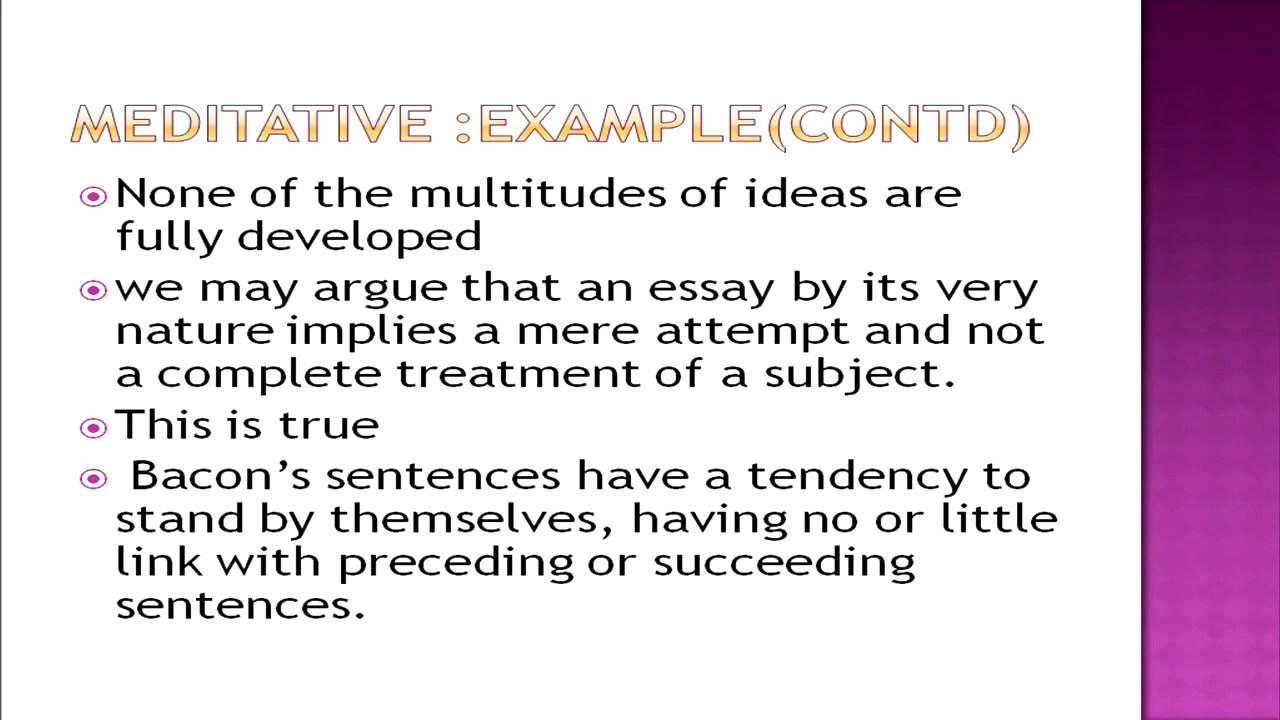 MEDITATIVE :EXAMPLE(CONTD)
None of the multitudes of ideas are
fully developed
we may argue that an essay by its very
nature implies a mere attempt and not
a complete treatment of a subject.
This is true
Bacon’s sentences have a tendency to
stand by themselves, having no or little
link with preceding or succeeding
sentences.